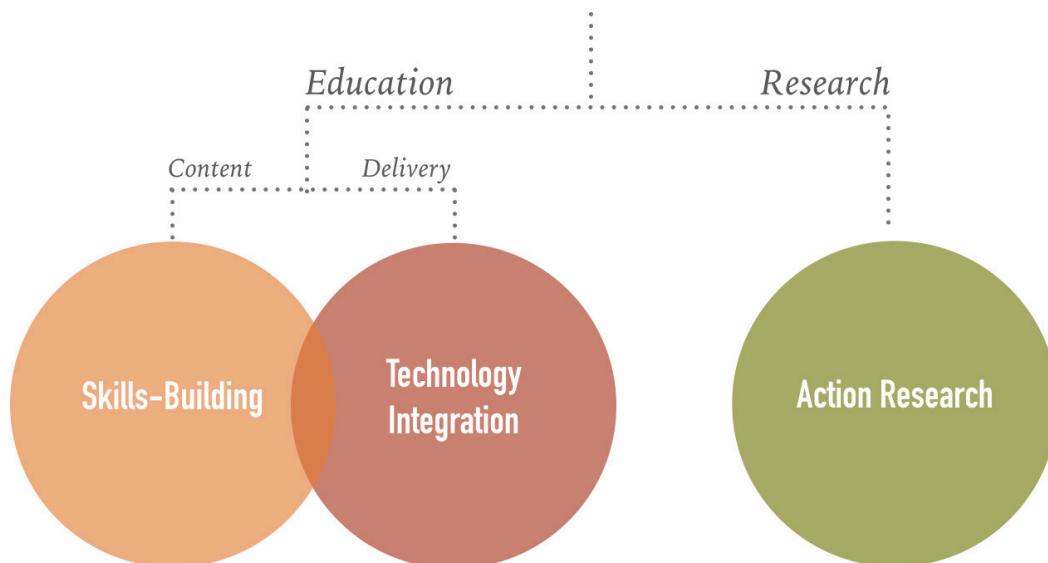 Education
Research
Content
Delivery
Skills-Building
Technology
Integration
Action Research